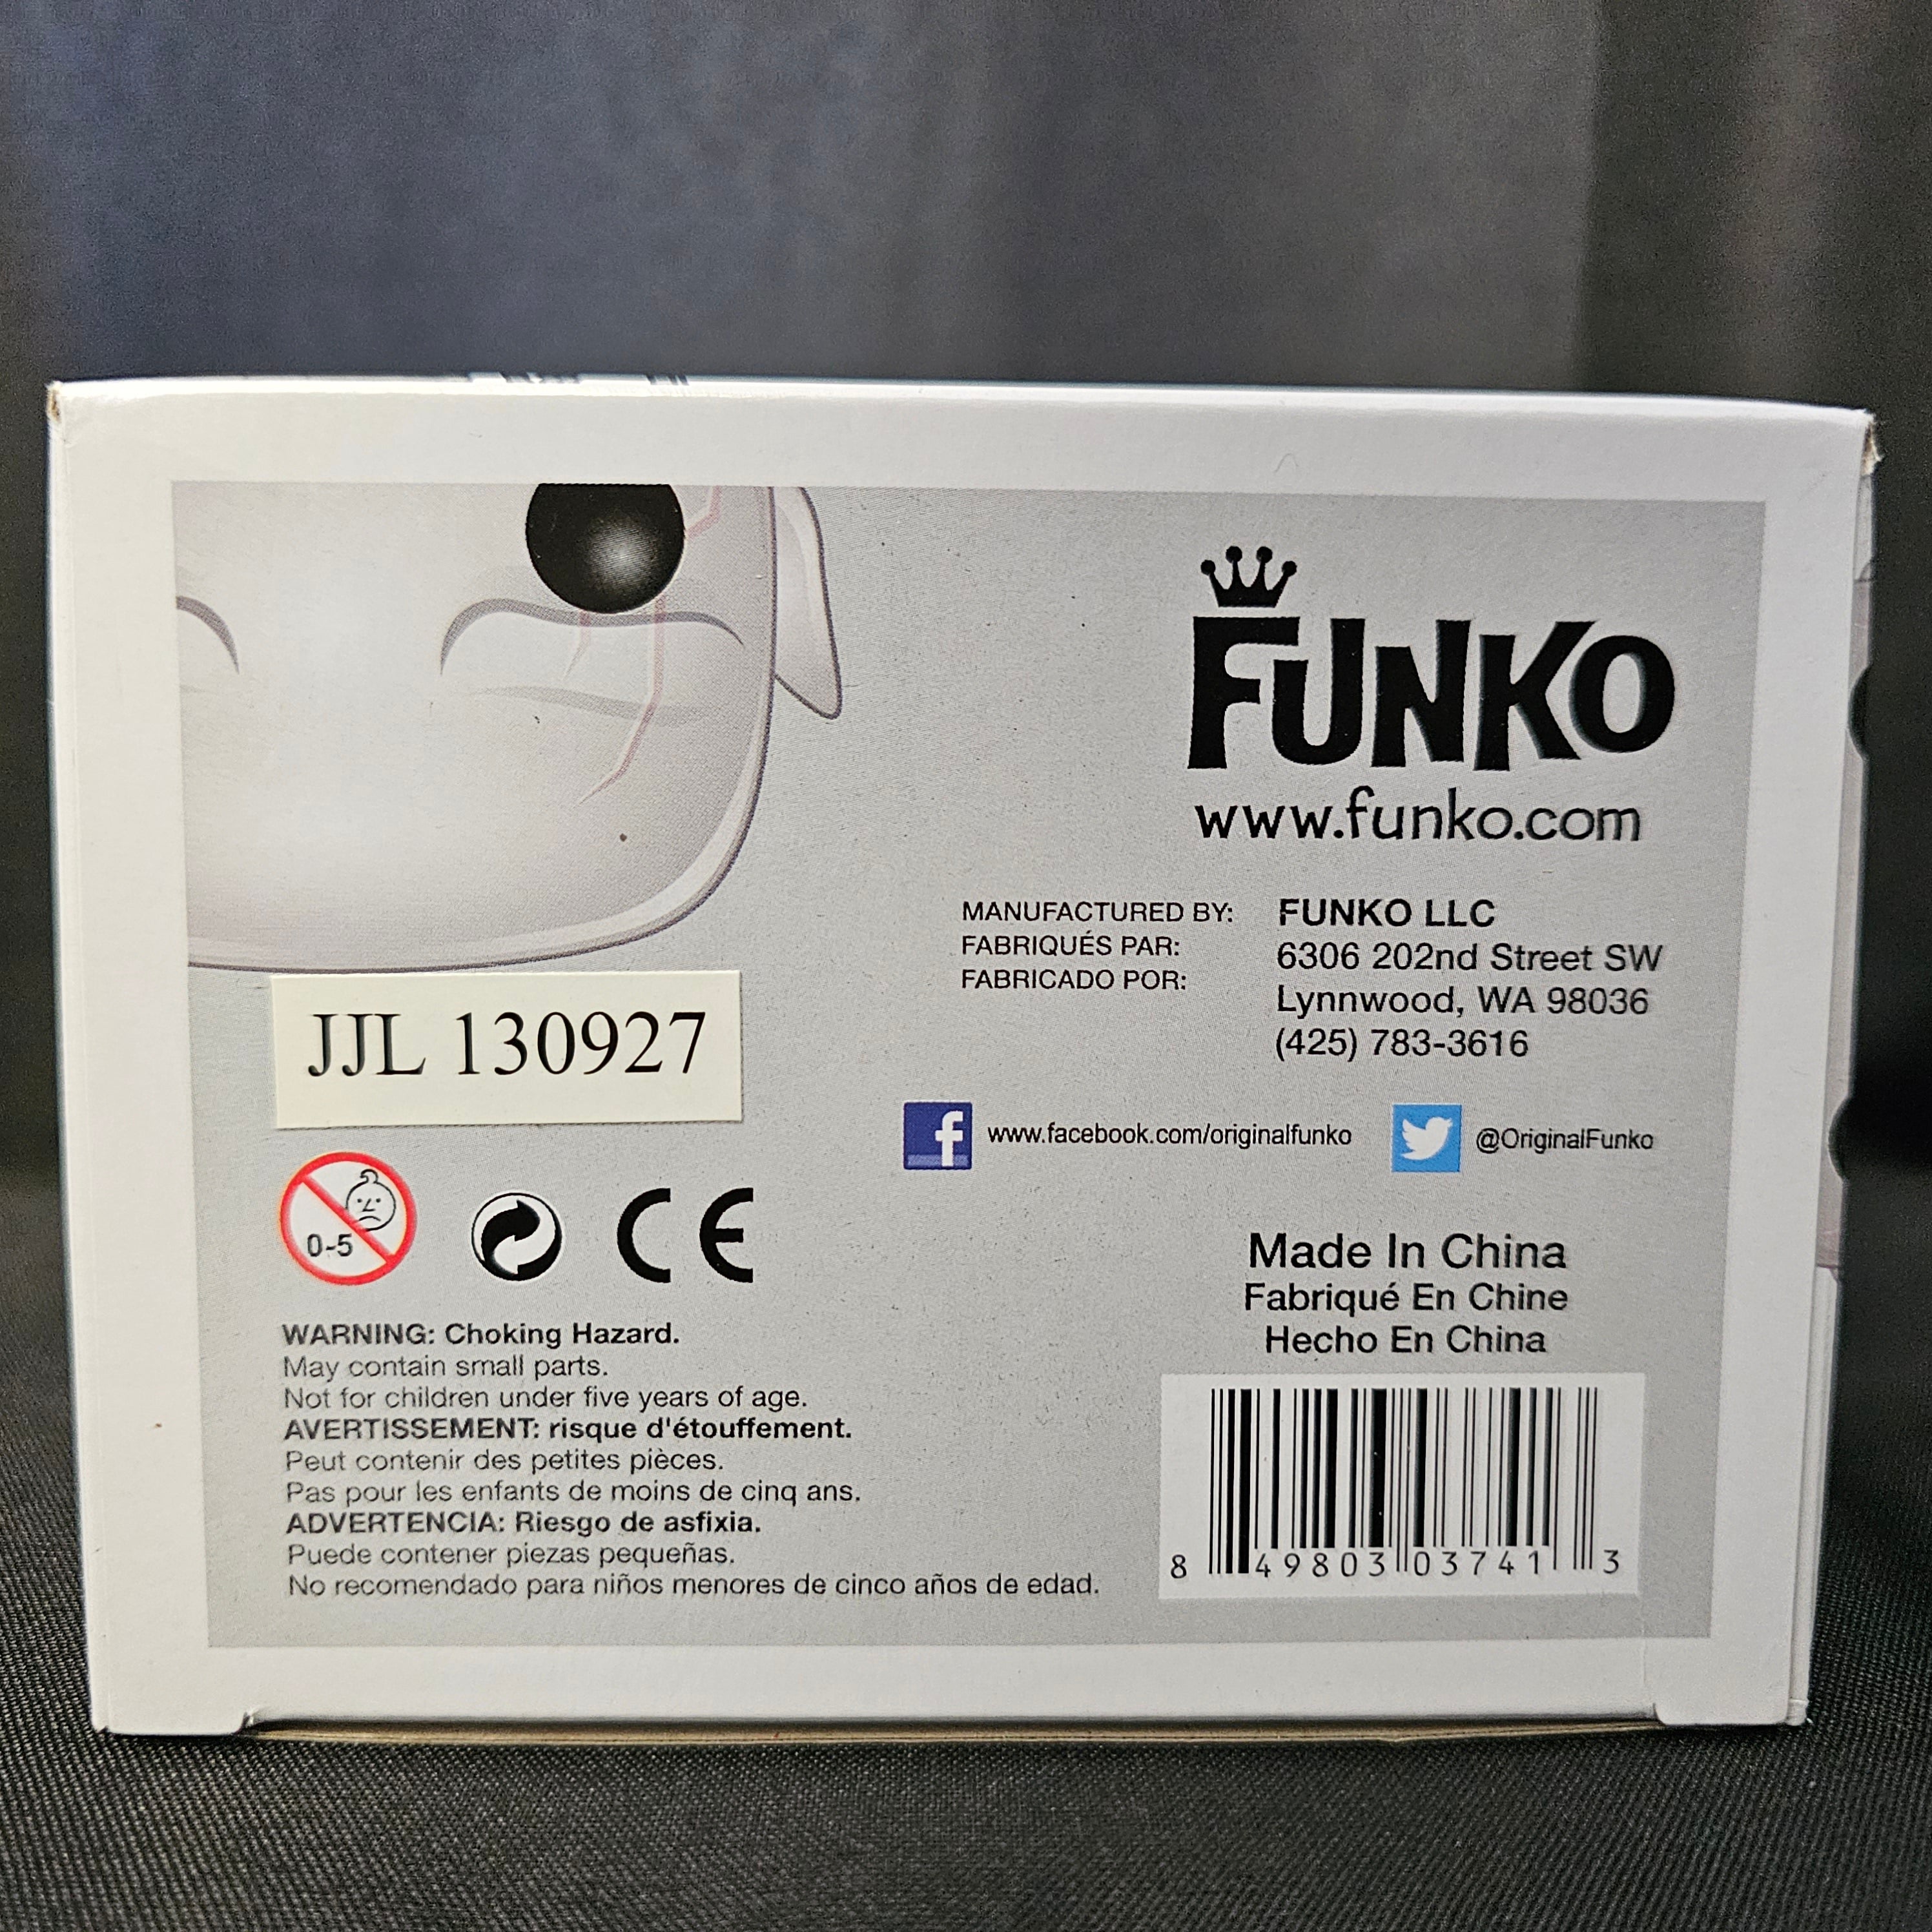 FUNKO
www.funko.com
MANUFACTURED BY: FUNKO LLC
FABRIQUÉS PAR: 6306 202nd Street SW
FABRICADO POR: Lynnwood, WA 98036
(425) 783-3616
JJL 130927
www.facebook.com/originalfunko @OriginalFunko
0-5
CE
WARNING: Choking Hazard.
May contain small parts.
Not for children under five years of age.
AVERTISSEMENT: risque d'étouffement.
Peut contenir des petites pièces.
Pas pour les enfants de moins de cinq ans.
ADVERTENCIA: Riesgo de asfixia.
Puede contener piezas pequeñas.
No recomendado para niños menores de cinco años de edad.
Made In China
Fabriqué En Chine
Hecho En China
8 49803 03741 3